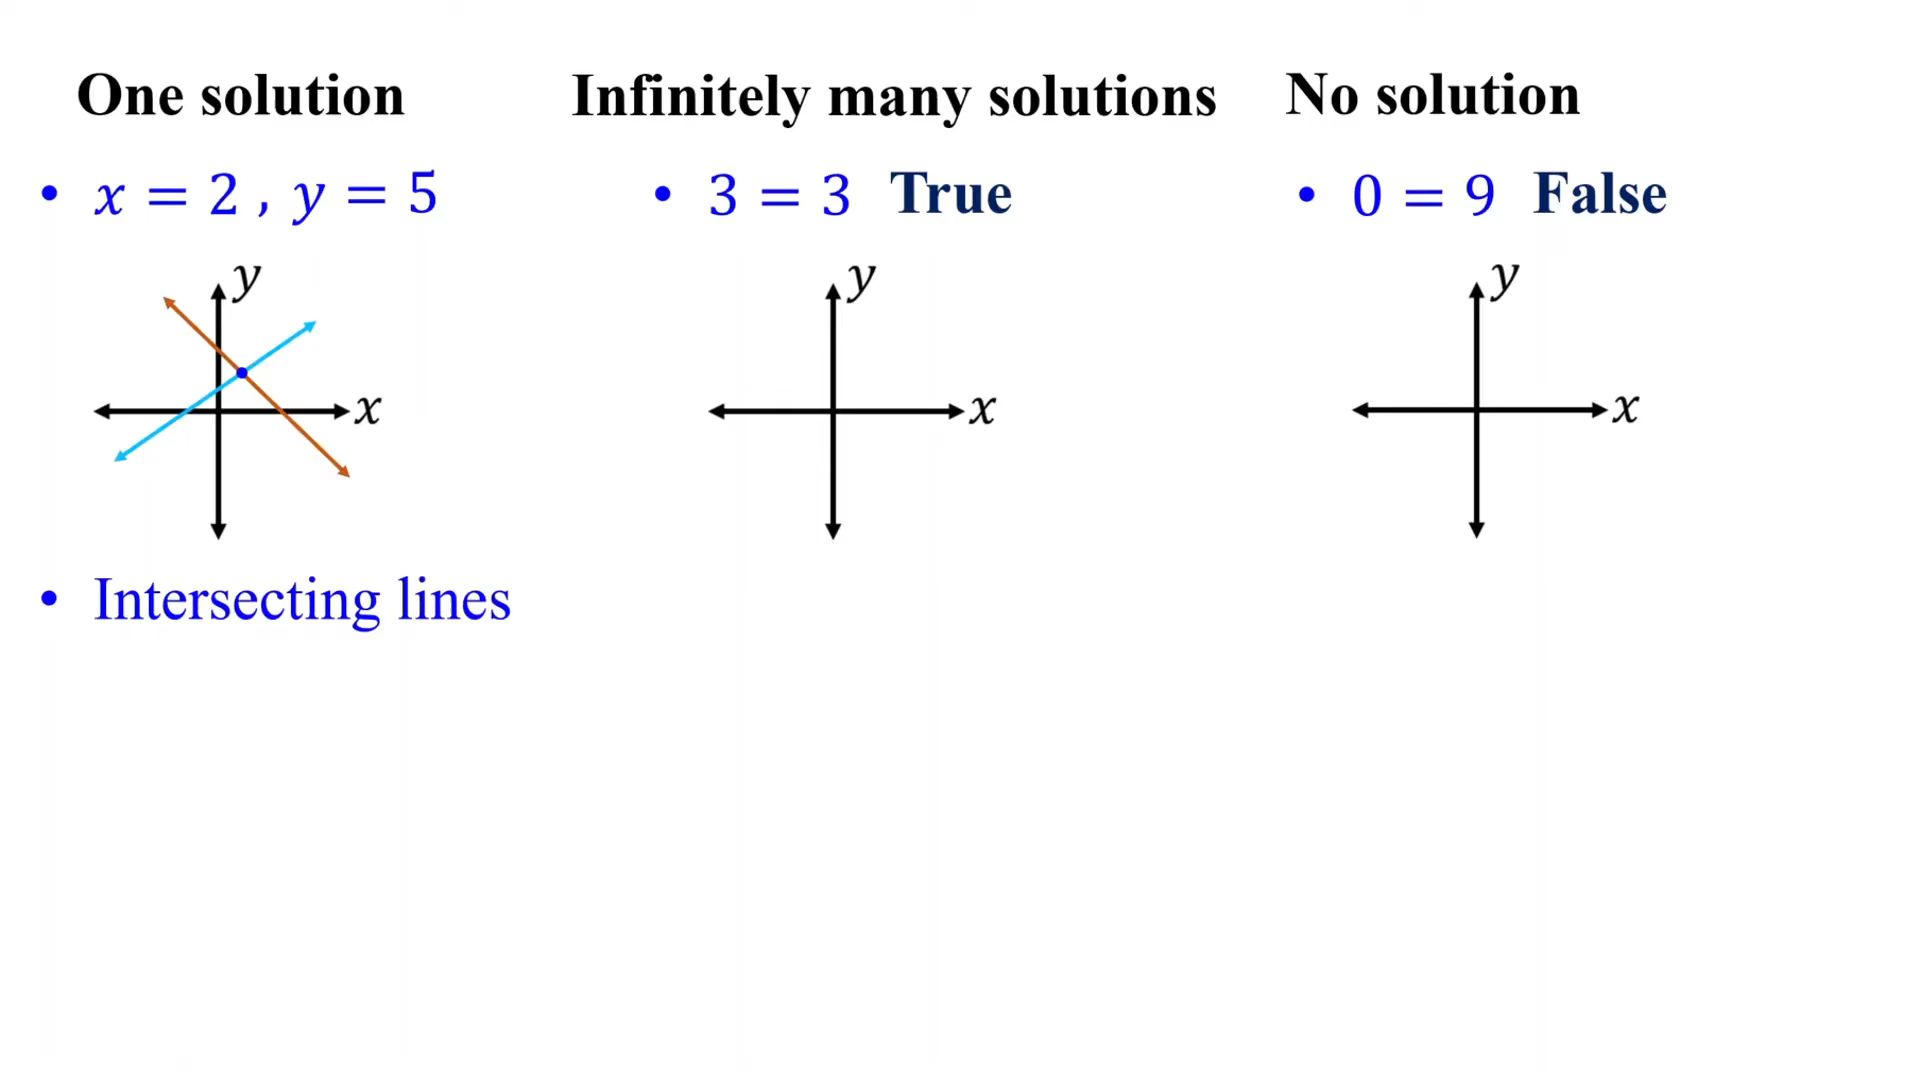 One solution
• x = 2 , y = 5
y
x
• Intersecting lines
Infinitely many solutions
• 3 = 3 True
y
x
No solution
• 0 = 9 False
y
x